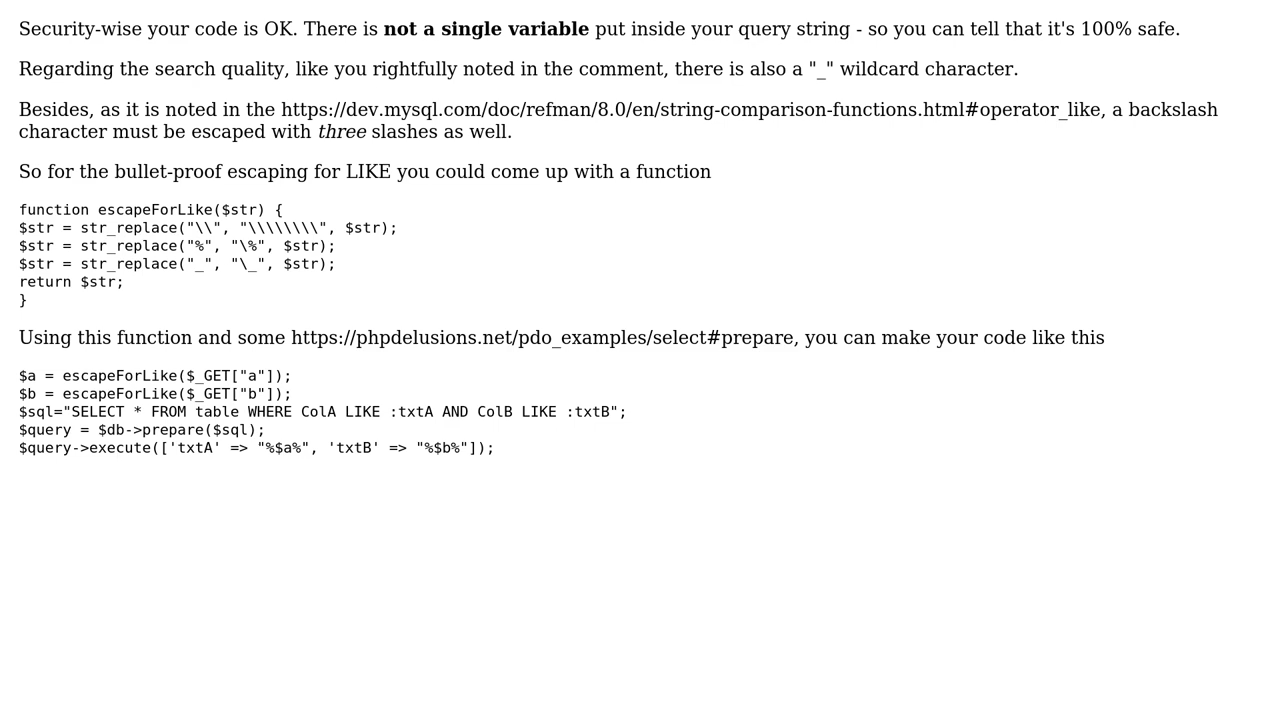 Security-wise your code is OK. There is not a single variable put inside your query string - so you can tell that it's 100% safe.
Regarding the search quality, like you rightfully noted in the comment, there is also a "_" wildcard character.
Besides, as it is noted in the https://dev.mysql.com/doc/refman/8.0/en/string-comparison-functions.html#operator_like, a backslash
character must be escaped with three slashes as well.
So for the bullet-proof escaping for LIKE you could come up with a function
function escapeForLike($str) {
$str = str_replace("\\", "\\\\\\\\", $str);
$str = str_replace("%", "\%", $str);
$str = str_replace("_", "\_", $str);
return $str;
}
Using this function and some https://phpdelusions.net/pdo_examples/select#prepare, you can make your code like this
$a = escapeForLike($_GET["a"]);
$b = escapeForLike($_GET["b"]);
$sql="SELECT * FROM table WHERE ColA LIKE :txtA AND ColB LIKE :txtB";
$query = $db->prepare($sql);
$query->execute(['txtA' => "%$a%", 'txtB' => "%$b%"]);